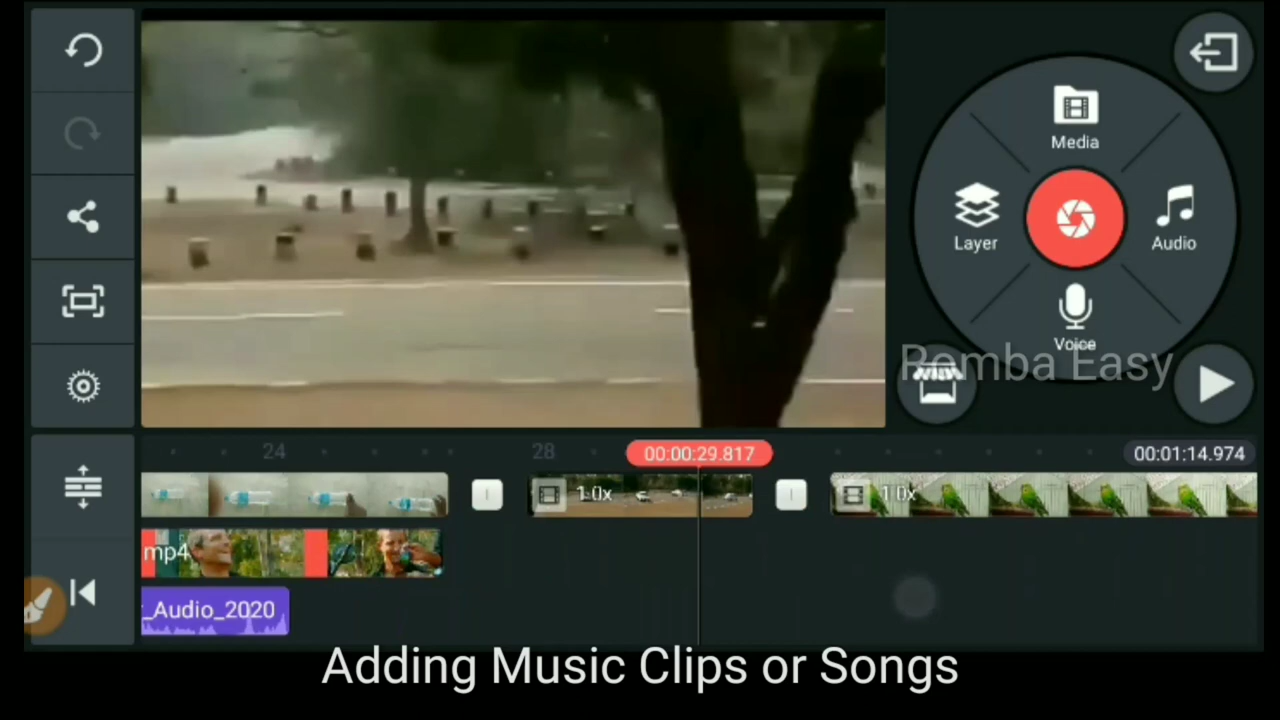 Media
Layer
Audio
Voice
Romba Easy
24
28
00:00:29.817
00:01:14.974
1.0x
1.0x
mp4
_Audio_2020
Adding Music Clips or Songs